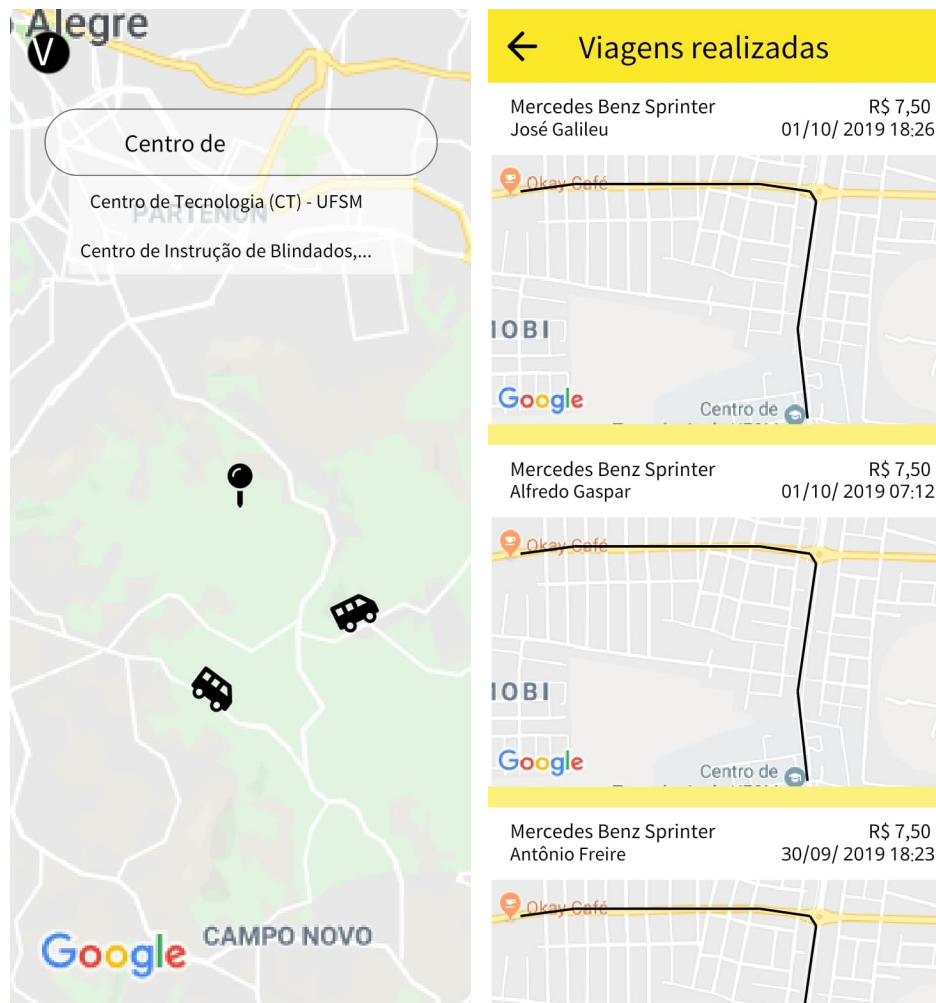 Alegre
V
Centro de
Centro de Tecnologia (CT) - UFSM
PARTENON
Centro de Instrução de Blindados,...
CAMPO NOVO
Google
Viagens realizadas
Mercedes Benz Sprinter R$ 7,50
José Galileu 01/10/ 2019 18:26
Okay Café
Google
Centro de
Mercedes Benz Sprinter R$ 7,50
Alfredo Gaspar 01/10/ 2019 07:12
Okay Café
Google
Centro de
Mercedes Benz Sprinter R$ 7,50
Antônio Freire 30/09/ 2019 18:23
Okay Café